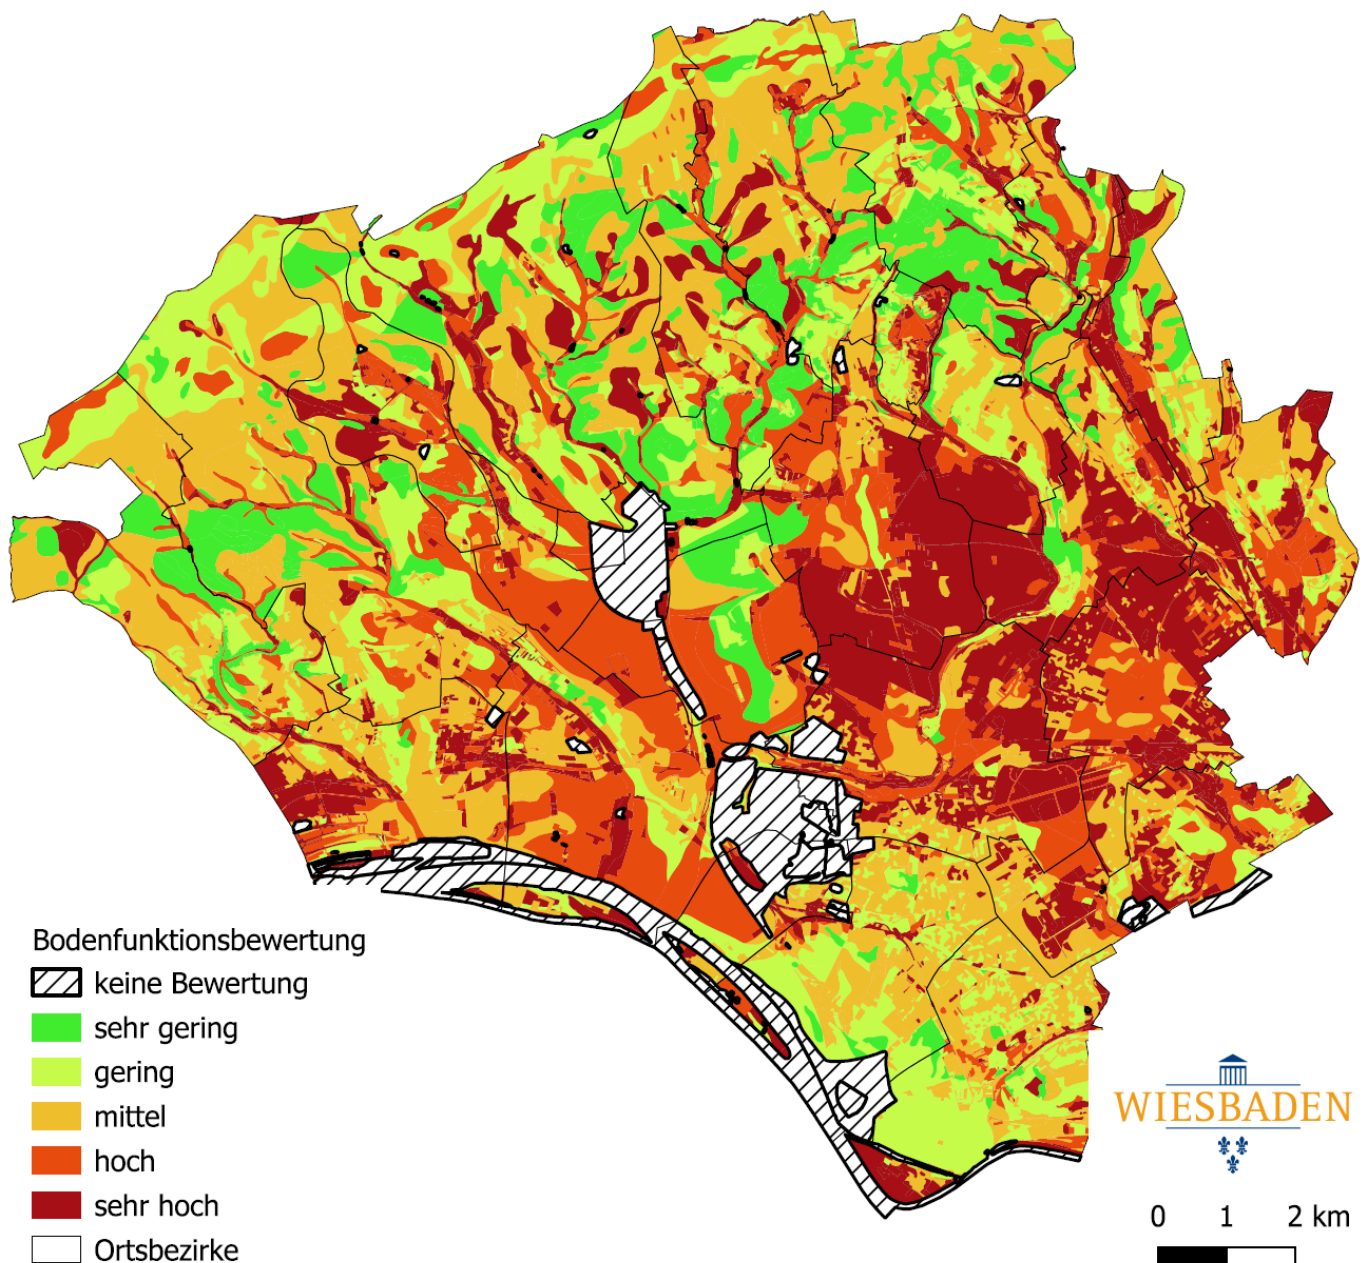 Bodenfunktionsbewertung
keine Bewertung
sehr gering
gering
mittel
hoch
sehr hoch
Ortsbezirke
WIESBADEN
0 1 2 km